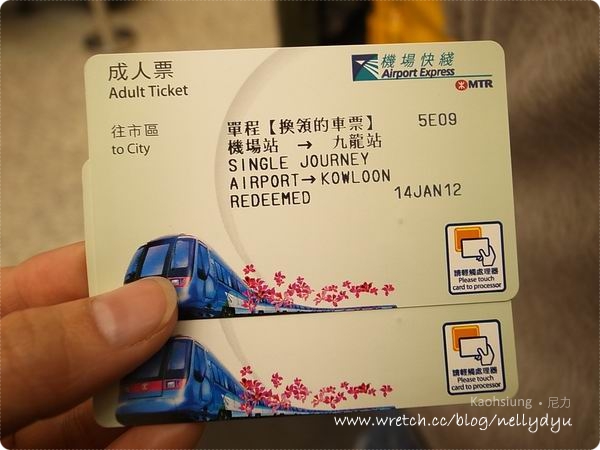 成人票
Adult Ticket
機場快綫
Airport Express
MTR
往市區
to City
單程【換領的車票】 5E09
機場站 → 九龍站
SINGLE JOURNEY
AIRPORT→KOWLOON
REDEEMED 14JAN12
請輕觸處理器
Please touch
card to processor
請輕觸處理器
Please touch
card to processor
Kaohsiung • 尼力
www.wretch.cc/blog/nellydyu